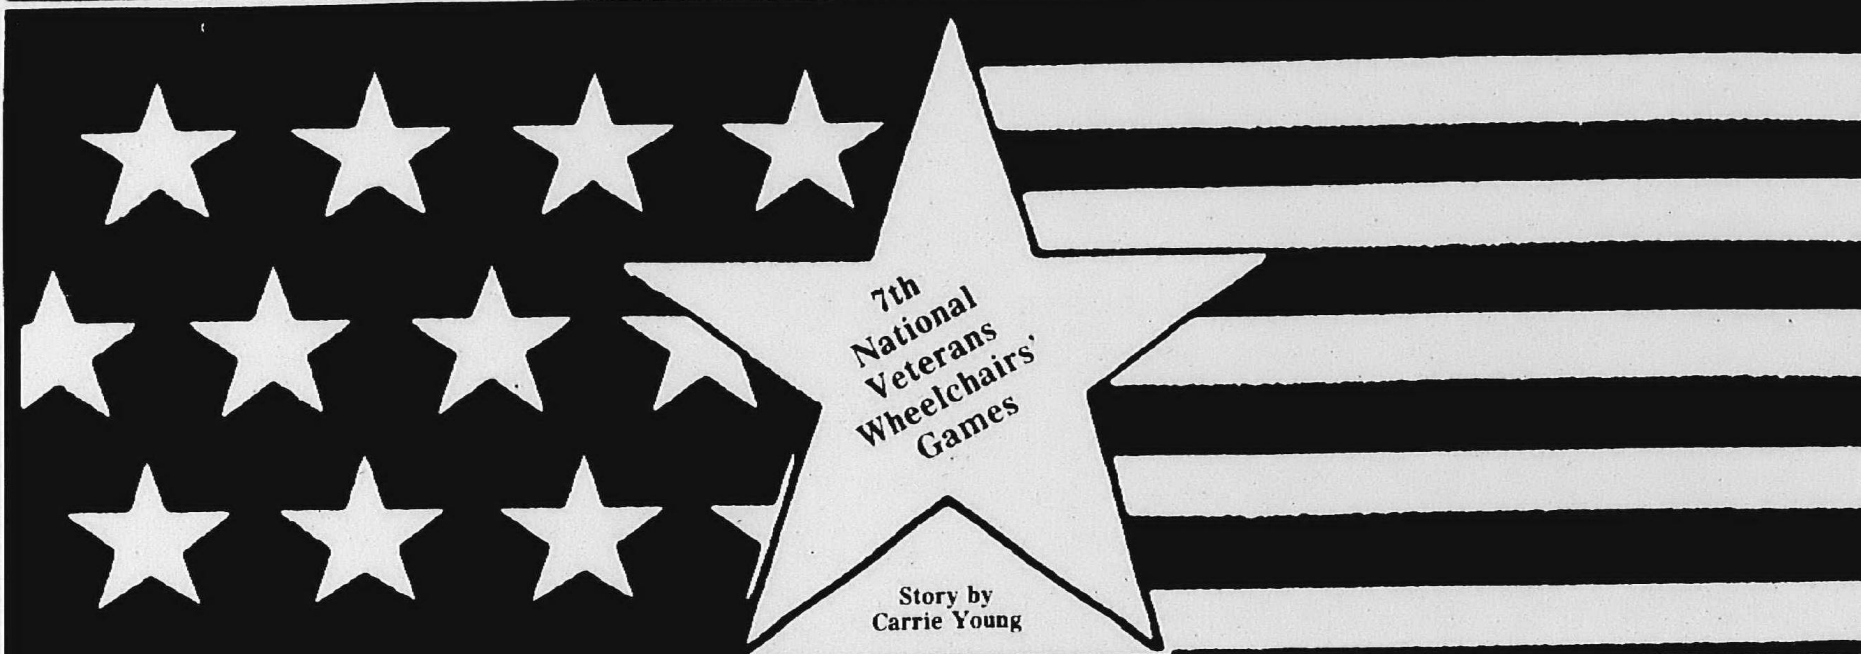 7th
National
Veterans
Wheelchairs'
Games
Story by
Carrie Young